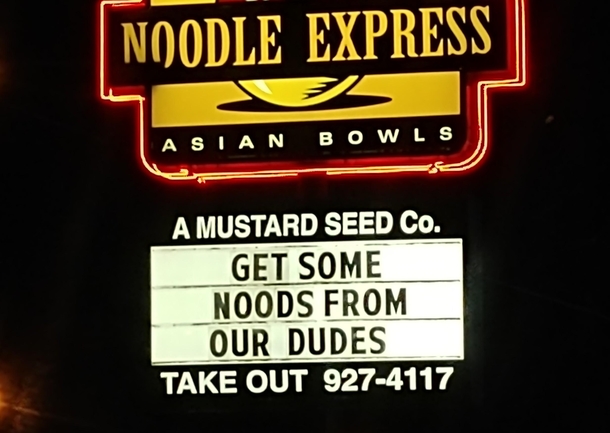 NOODLE EXPRESS
ASIAN BOWLS
A MUSTARD SEED Co.
GET SOME
NOODS FROM
OUR DUDES
TAKE OUT 927-4117